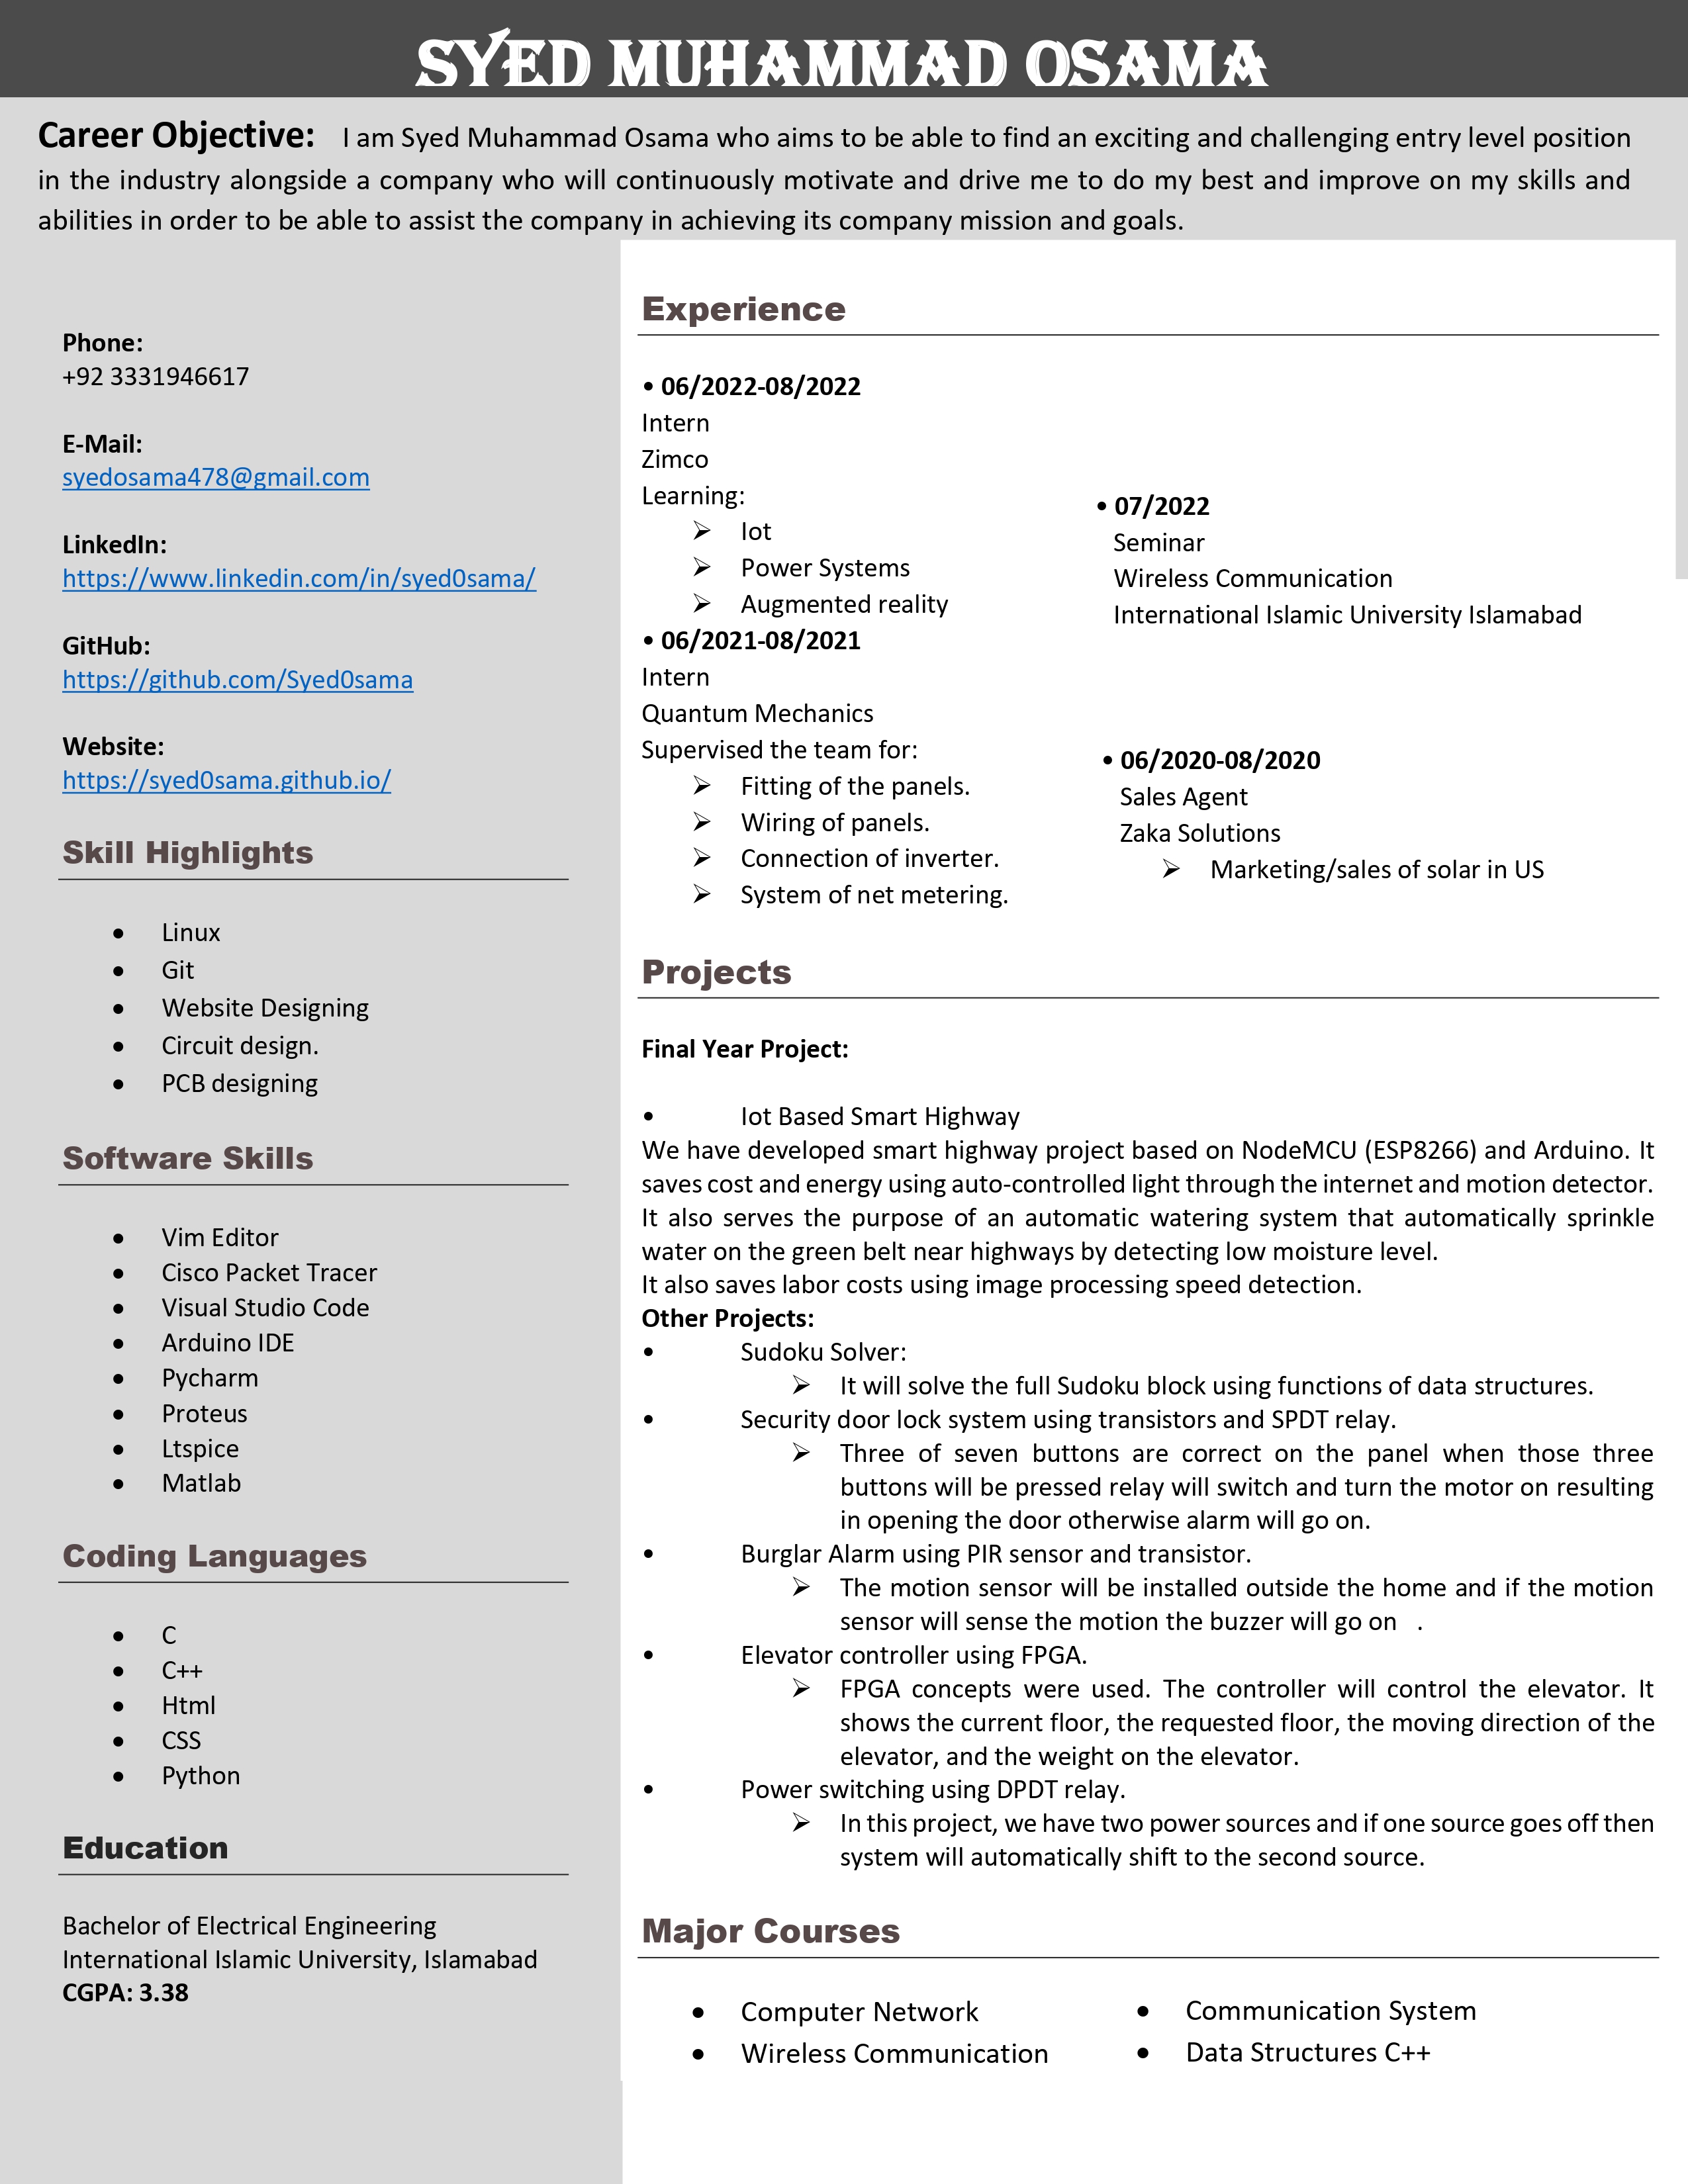 SYED MUHAMMAD OSAMA
Career Objective: I am Syed Muhammad Osama who aims to be able to find an exciting and challenging entry level position
in the industry alongside a company who will continuously motivate and drive me to do my best and improve on my skills and
abilities in order to be able to assist the company in achieving its company mission and goals.
Phone:
+92 3331946617
E-Mail:
syedosama478@gmail.com
LinkedIn:
https://www.linkedin.com/in/syed0sama/
GitHub:
https://github.com/Syed0sama
Website:
https://syed0sama.github.io/
Skill Highlights
• Linux
• Git
• Website Designing
• Circuit design.
• PCB designing
Software Skills
• Vim Editor
• Cisco Packet Tracer
• Visual Studio Code
• Arduino IDE
• Pycharm
• Proteus
• Ltspice
• Matlab
Coding Languages
• C
• C++
• Html
• CSS
• Python
Education
Bachelor of Electrical Engineering
International Islamic University, Islamabad
CGPA: 3.38
Experience
• 06/2022-08/2022
Intern
Zimco
Learning:
➢ Iot
➢ Power Systems
➢ Augmented reality
• 07/2022
Seminar
Wireless Communication
International Islamic University Islamabad
• 06/2021-08/2021
Intern
Quantum Mechanics
Supervised the team for:
➢ Fitting of the panels.
➢ Wiring of panels.
➢ Connection of inverter.
➢ System of net metering.
• 06/2020-08/2020
Sales Agent
Zaka Solutions
➢ Marketing/sales of solar in US
Projects
Final Year Project:
• Iot Based Smart Highway
We have developed smart highway project based on NodeMCU (ESP8266) and Arduino. It
saves cost and energy using auto-controlled light through the internet and motion detector.
It also serves the purpose of an automatic watering system that automatically sprinkle
water on the green belt near highways by detecting low moisture level.
It also saves labor costs using image processing speed detection.
Other Projects:
• Sudoku Solver:
➢ It will solve the full Sudoku block using functions of data structures.
• Security door lock system using transistors and SPDT relay.
➢ Three of seven buttons are correct on the panel when those three
buttons will be pressed relay will switch and turn the motor on resulting
in opening the door otherwise alarm will go on.
• Burglar Alarm using PIR sensor and transistor.
➢ The motion sensor will be installed outside the home and if the motion
sensor will sense the motion the buzzer will go on .
• Elevator controller using FPGA.
➢ FPGA concepts were used. The controller will control the elevator. It
shows the current floor, the requested floor, the moving direction of the
elevator, and the weight on the elevator.
• Power switching using DPDT relay.
➢ In this project, we have two power sources and if one source goes off then
system will automatically shift to the second source.
Major Courses
• Computer Network
• Wireless Communication
• Communication System
• Data Structures C++